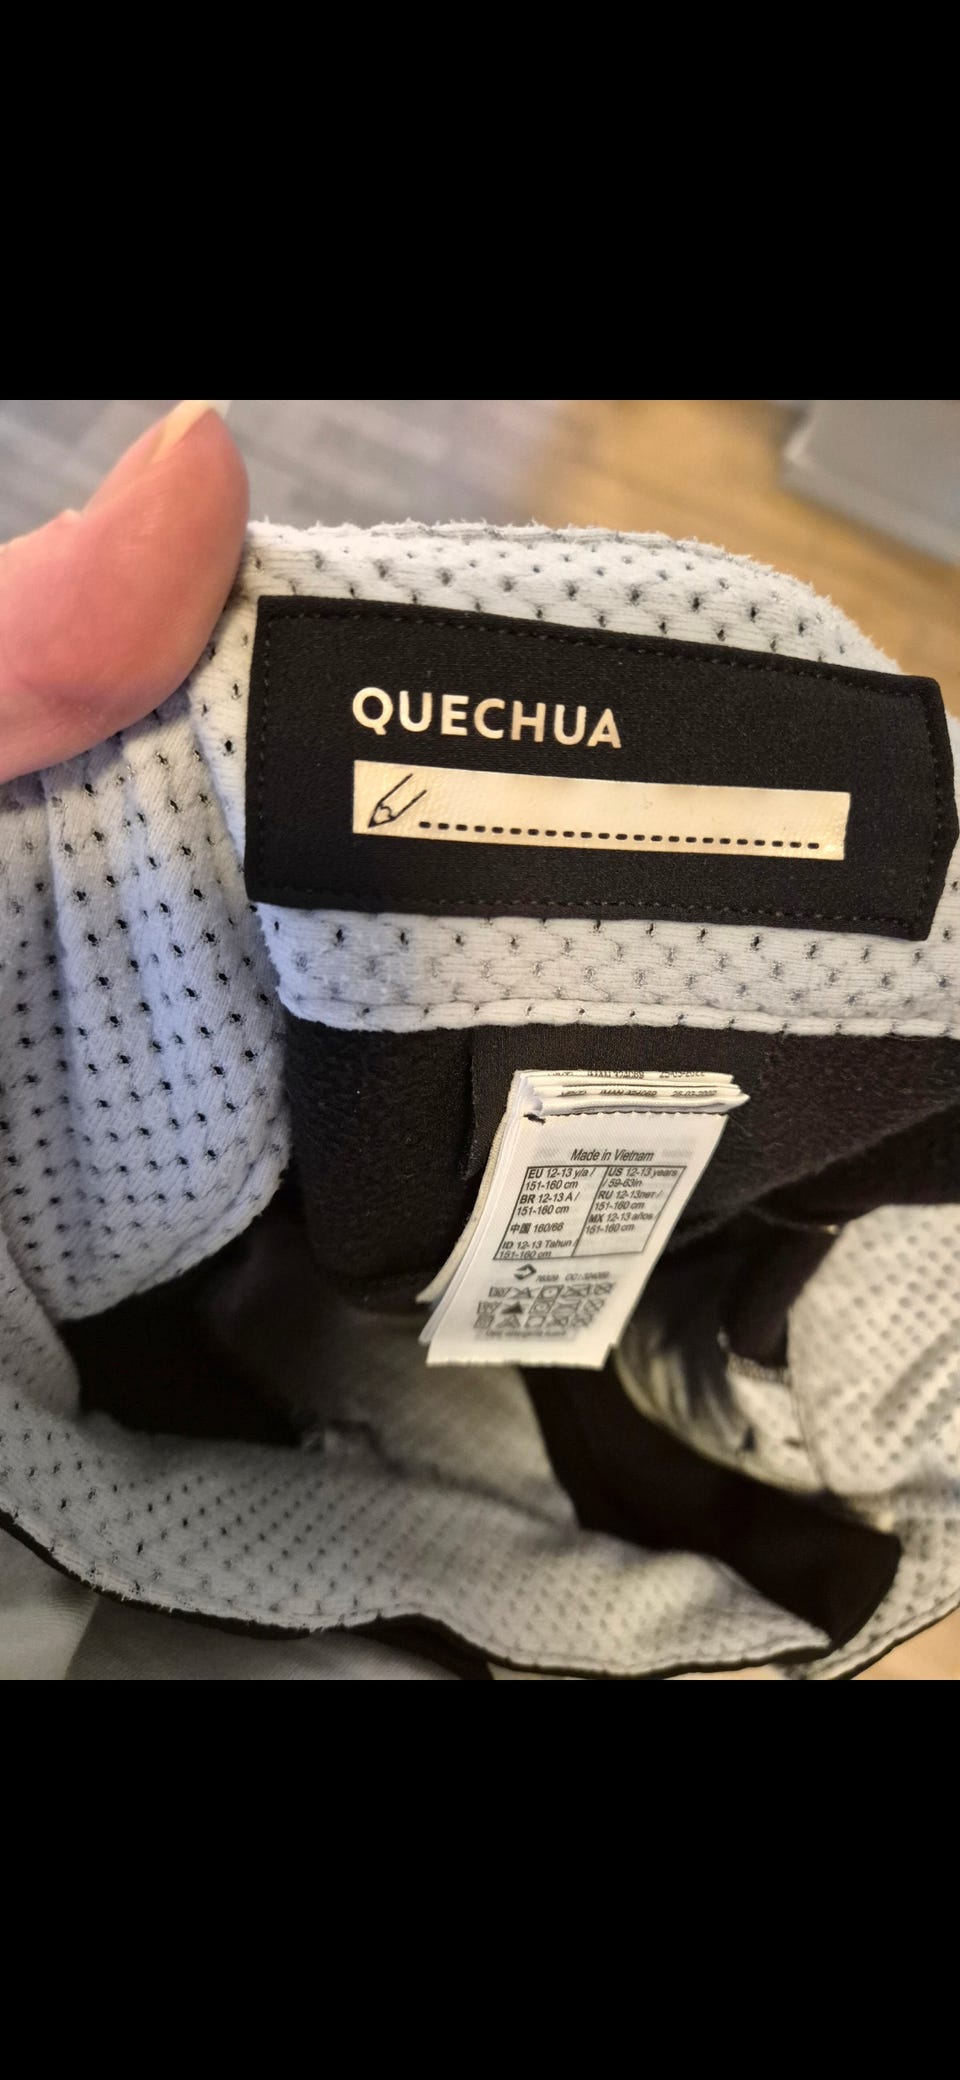 QUECHUA
Made in Vietnam
EU 12-13 y/a /
151-160 cm
BR 12-13 A /
151-160 cm
中国 160/66
ID 12-13 Tahun /
151-160 cm
US 12-13 years
/ 59-63in
RU 12-13лет /
151-160 cm
MX 12-13 años /
151-160 cm